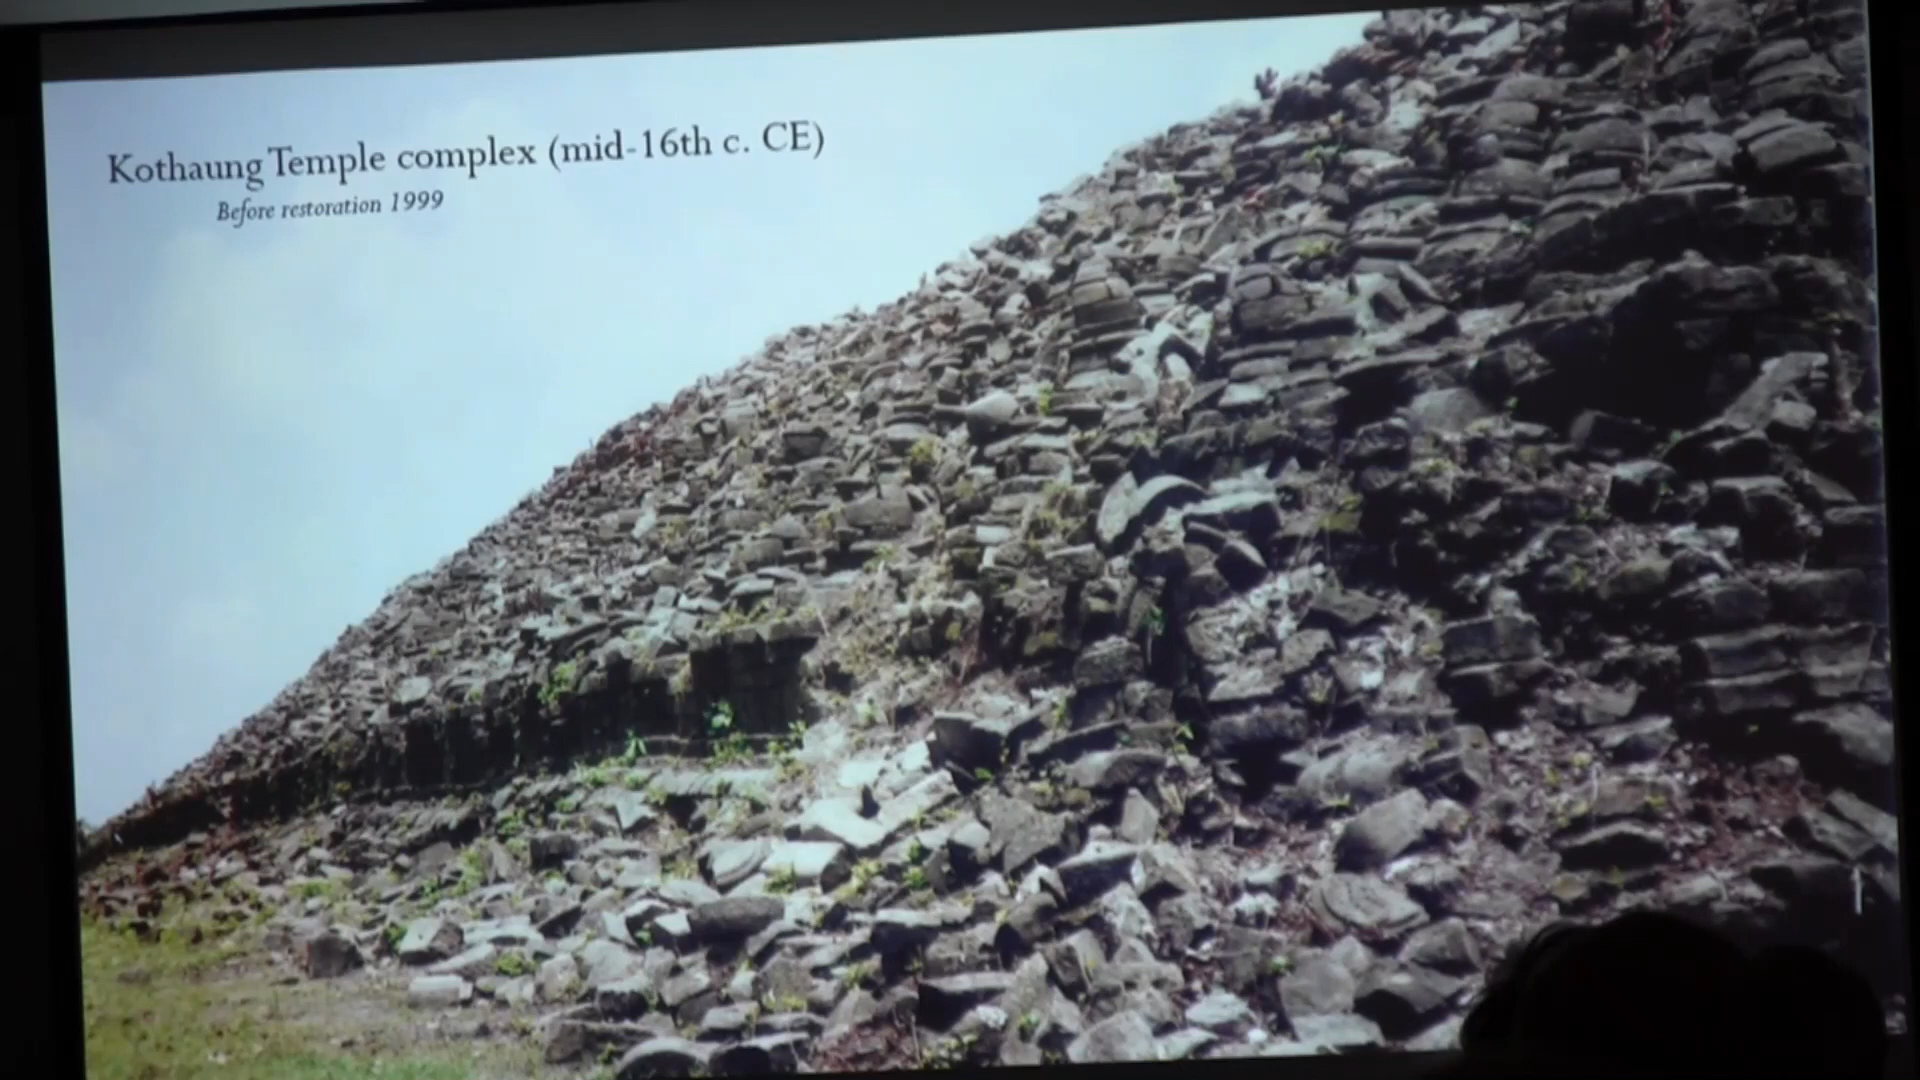 Kothaung Temple complex (mid-16th c. CE)
Before restoration 1999